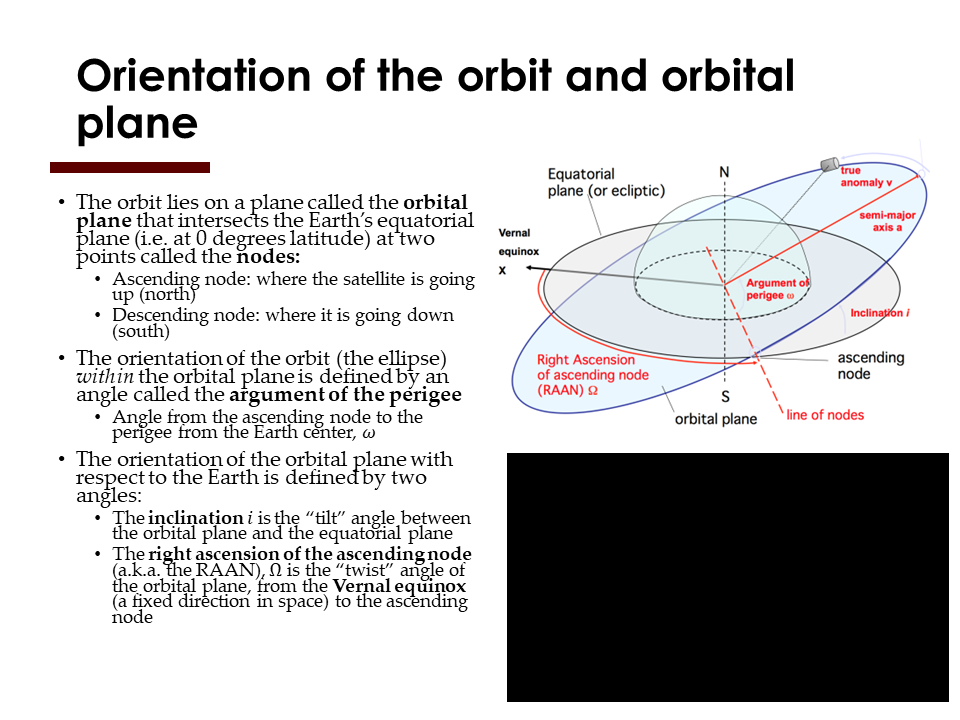 Orientation of the orbit and orbital
plane
• The orbit lies on a plane called the orbital
plane that intersects the Earth's equatorial
plane (i.e. at 0 degrees latitude) at two
points called the nodes:
• Ascending node: where the satellite is going
up (north)
• Descending node: where it is going down
(south)
• The orientation of the orbit (the ellipse)
within the orbital plane is defined by an
angle called the argument of the perigee
• Angle from the ascending node to the
perigee from the Earth center, ω
• The orientation of the orbital plane with
respect to the Earth is defined by two
angles:
• The inclination i is the “tilt” angle between
the orbital plane and the equatorial plane
• The right ascension of the ascending node
(a.k.a. the RAAN), Ω is the “twist” angle of
the orbital plane, from the Vernal equinox
(a fixed direction in space) to the ascending
node
Equatorial
plane (or ecliptic)
N
true
anomaly ν
semi-major
axis a
Vernal
equinox
X
Argument of
perigee ω
Inclination i
Right Ascension
of ascending node
(RAAN) Ω
ascending
node
S
orbital plane
line of nodes